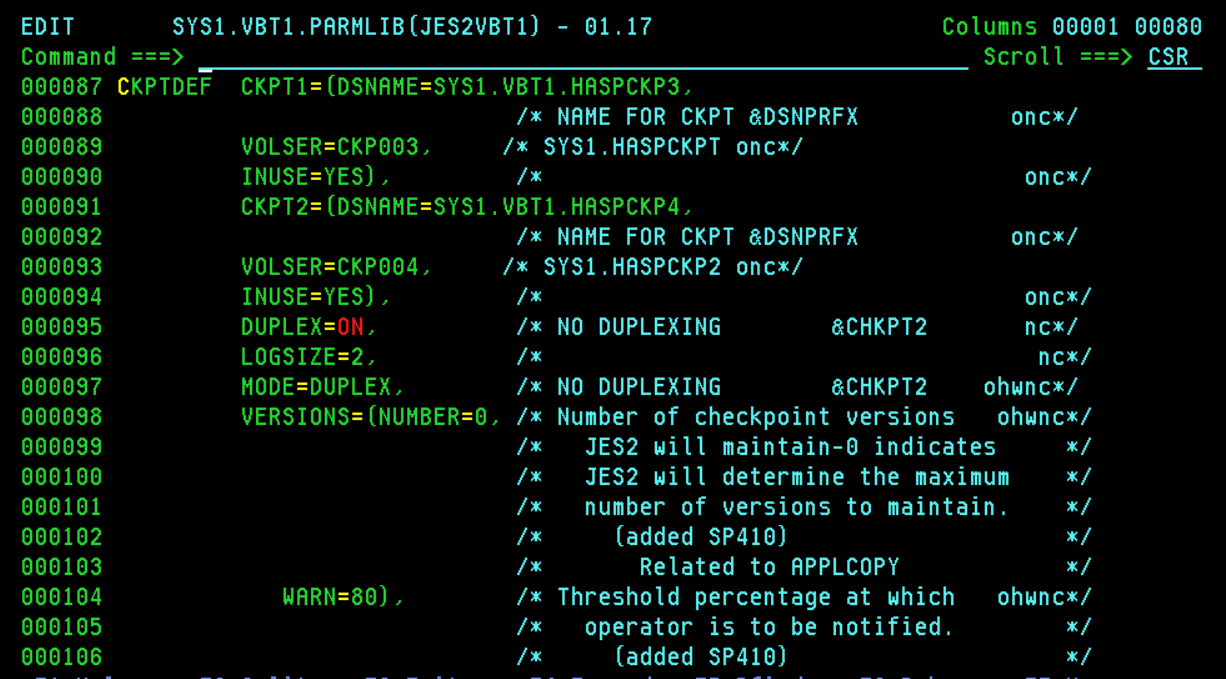 EDIT       SYS1.VBT1.PARMLIB(JES2VBT1) - 01.17                     Columns 00001 00080
Command ===>                                                          Scroll ===> CSR
000087 CKPTDEF  CKPT1=(DSNAME=SYS1.VBT1.HASPCKP3,
000088                              /* NAME FOR CKPT &DSNPRFX           onc*/
000089          VOLSER=CKP003,     /* SYS1.HASPCKPT onc*/
000090          INUSE=YES),         /*                                   onc*/
000091          CKPT2=(DSNAME=SYS1.VBT1.HASPCKP4,
000092                              /* NAME FOR CKPT &DSNPRFX           onc*/
000093          VOLSER=CKP004,     /* SYS1.HASPCKP2 onc*/
000094          INUSE=YES),         /*                                   onc*/
000095          DUPLEX=ON,          /* NO DUPLEXING        &CHKPT2       nc*/
000096          LOGSIZE=2,          /*                                    nc*/
000097          MODE=DUPLEX,        /* NO DUPLEXING        &CHKPT2    ohwnc*/
000098          VERSIONS=(NUMBER=0, /* Number of checkpoint versions   ohwnc*/
000099                              /*   JES2 will maintain-0 indicates     */
000100                              /*   JES2 will determine the maximum    */
000101                              /*   number of versions to maintain.    */
000102                              /*     (added SP410)                    */
000103                              /*       Related to APPLCOPY            */
000104             WARN=80),        /* Threshold percentage at which   ohwnc*/
000105                              /*   operator is to be notified.        */
000106                              /*     (added SP410)                    */